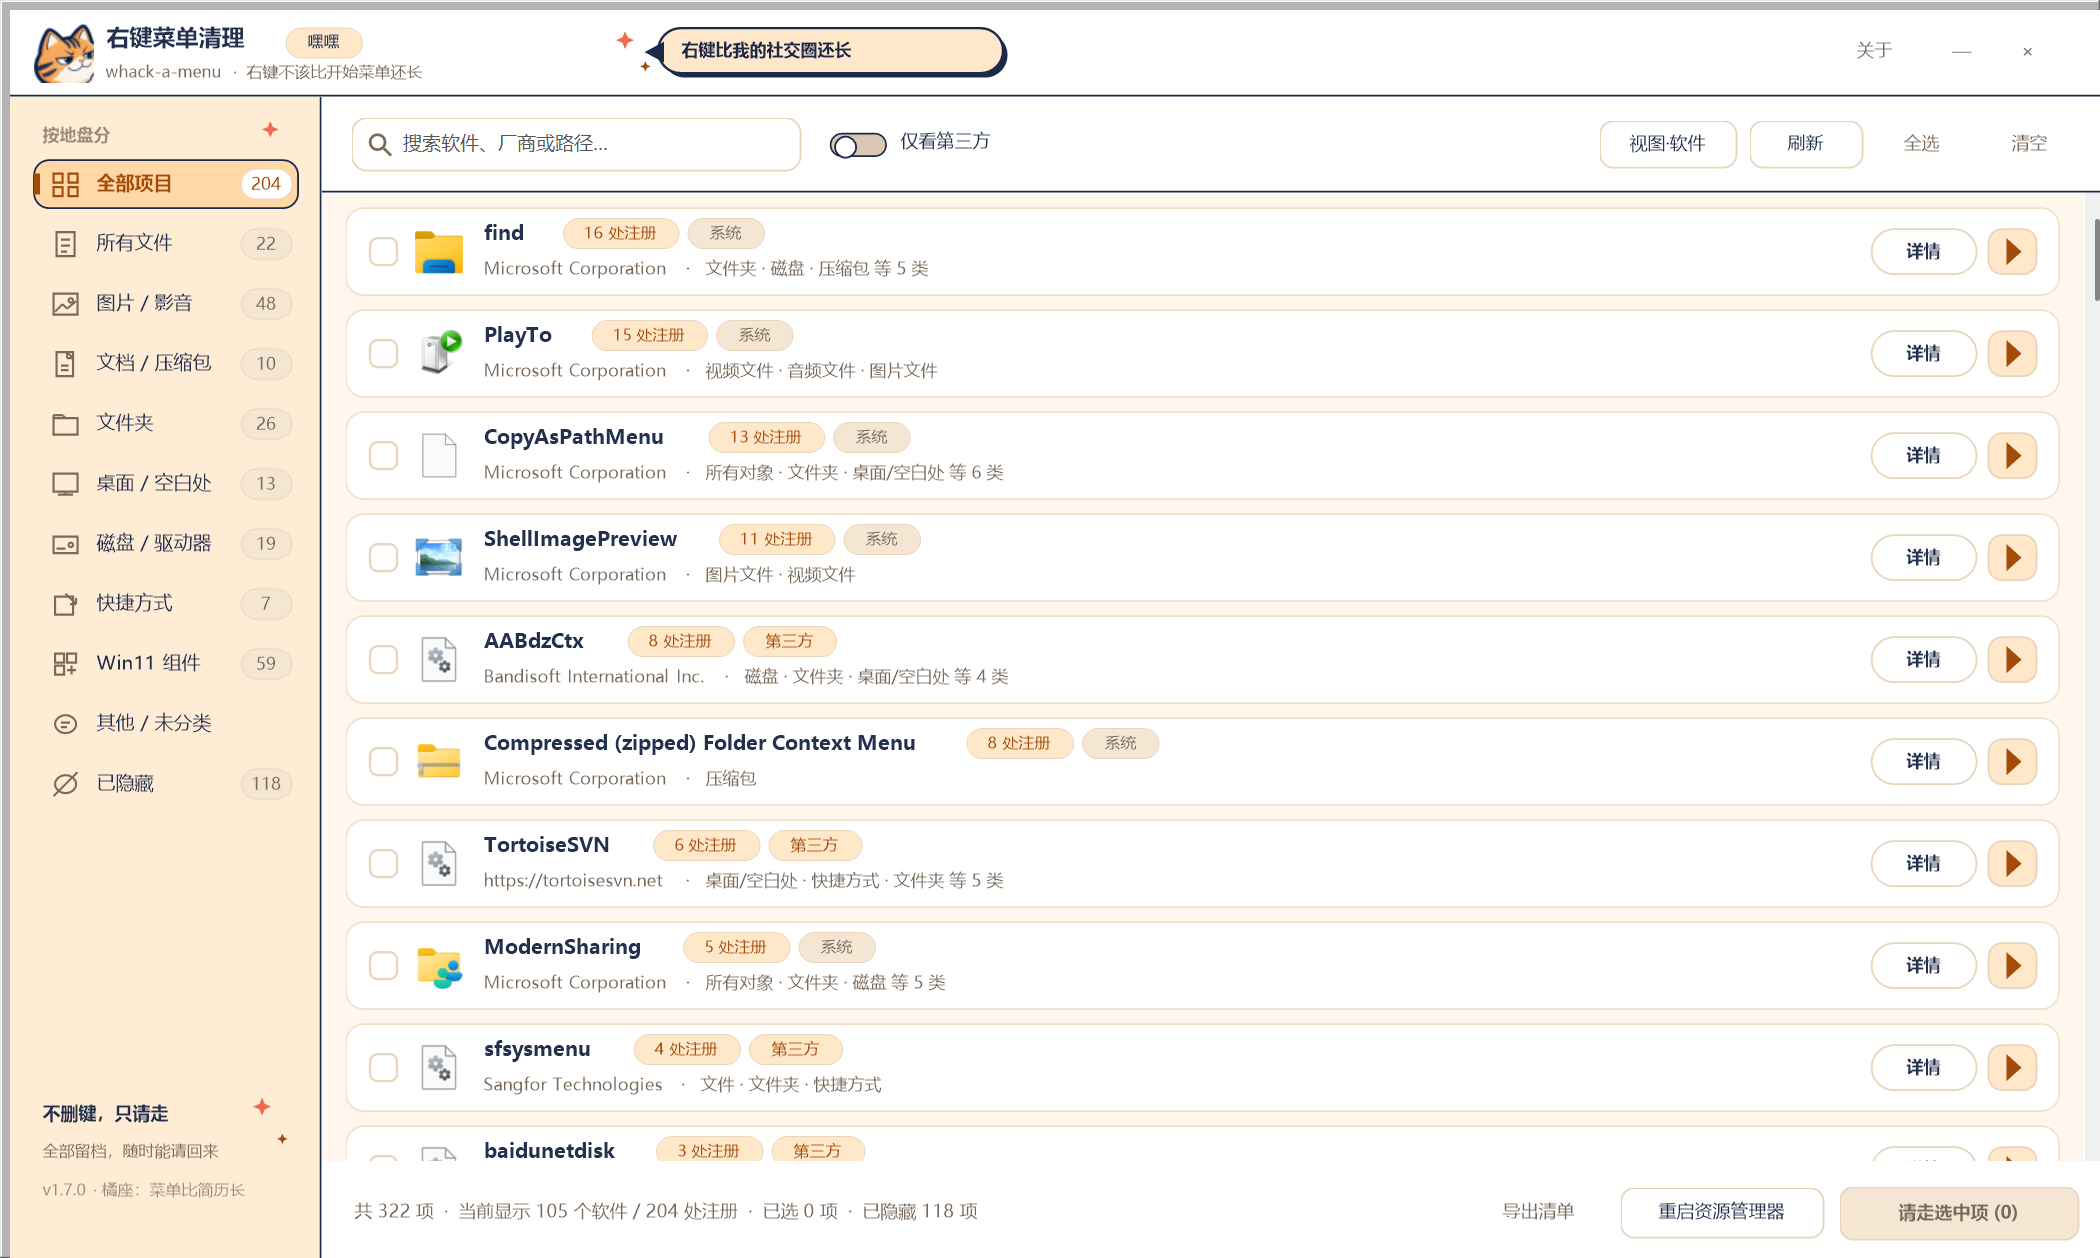 右键菜单清理
嘿嘿
whack-a-menu · 右键不该比开始菜单还长
右键比我的社交圈还长
关于
按地盘分
全部项目 204
所有文件 22
图片 / 影音 48
文档 / 压缩包 10
文件夹 26
桌面 / 空白处 13
磁盘 / 驱动器 19
快捷方式 7
Win11 组件 59
其他 / 未分类
已隐藏 118
不删键，只请走
全部留档，随时能请回来
v1.7.0 · 橘座：菜单比简历长
搜索软件、厂商或路径...
仅看第三方
视图·软件
刷新
全选
清空
find 16 处注册 系统
Microsoft Corporation · 文件夹 · 磁盘 · 压缩包 等 5 类
详情
PlayTo 15 处注册 系统
Microsoft Corporation · 视频文件 · 音频文件 · 图片文件
详情
CopyAsPathMenu 13 处注册 系统
Microsoft Corporation · 所有对象 · 文件夹 · 桌面/空白处 等 6 类
详情
ShellImagePreview 11 处注册 系统
Microsoft Corporation · 图片文件 · 视频文件
详情
AABdzCtx 8 处注册 第三方
Bandisoft International Inc. · 磁盘 · 文件夹 · 桌面/空白处 等 4 类
详情
Compressed (zipped) Folder Context Menu 8 处注册 系统
Microsoft Corporation · 压缩包
详情
TortoiseSVN 6 处注册 第三方
https://tortoisesvn.net · 桌面/空白处 · 快捷方式 · 文件夹 等 5 类
详情
ModernSharing 5 处注册 系统
Microsoft Corporation · 所有对象 · 文件夹 · 磁盘 等 5 类
详情
sfsysmenu 4 处注册 第三方
Sangfor Technologies · 文件 · 文件夹 · 快捷方式
详情
baidunetdisk 3 处注册 第三方
共 322 项 · 当前显示 105 个软件 / 204 处注册 · 已选 0 项 · 已隐藏 118 项
导出清单
重启资源管理器
请走选中项 (0)